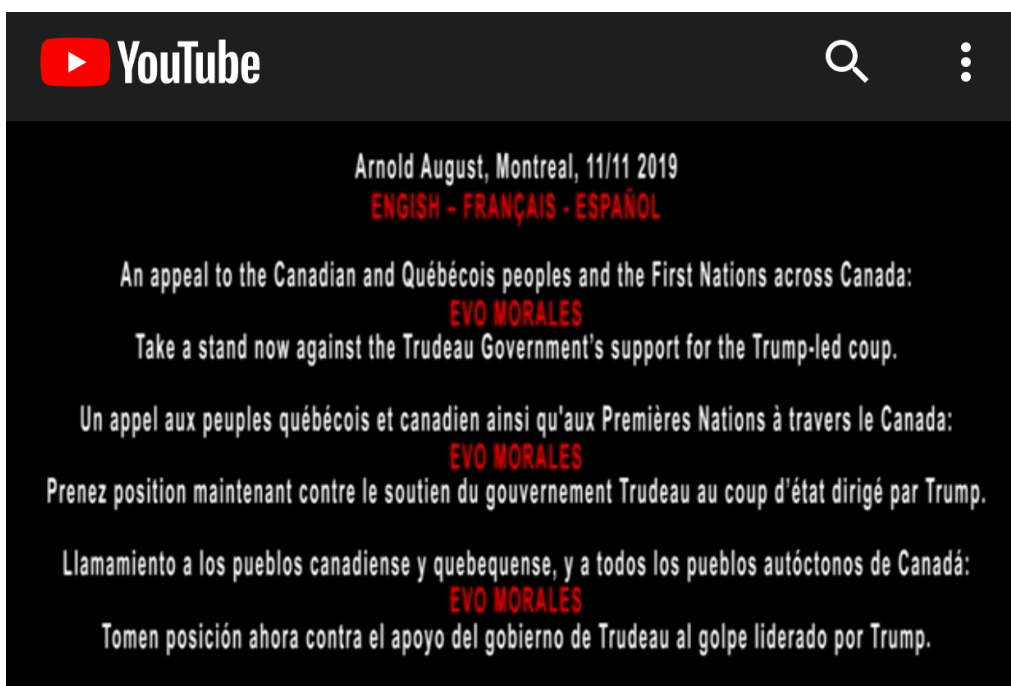 YouTube
Arnold August, Montreal, 11/11 2019
ENGISH – FRANÇAIS - ESPAÑOL
An appeal to the Canadian and Québécois peoples and the First Nations across Canada:
EVO MORALES
Take a stand now against the Trudeau Government's support for the Trump-led coup.
Un appel aux peuples québécois et canadien ainsi qu'aux Premières Nations à travers le Canada:
EVO MORALES
Prenez position maintenant contre le soutien du gouvernement Trudeau au coup d'état dirigé par Trump.
Llamamiento a los pueblos canadiense y quebequense, y a todos los pueblos autóctonos de Canadá:
EVO MORALES
Tomen posición ahora contra el apoyo del gobierno de Trudeau al golpe liderado por Trump.